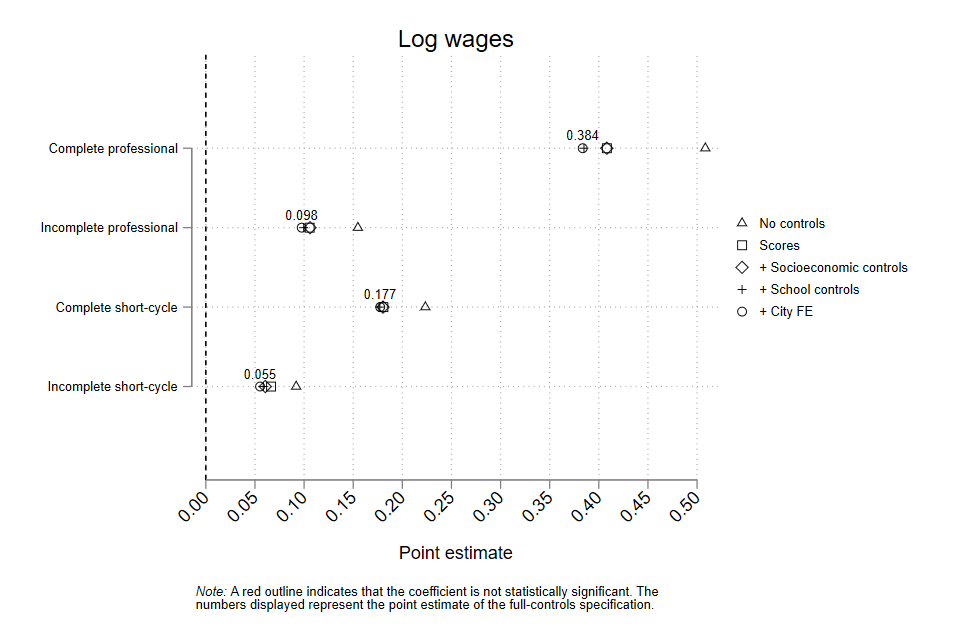 Log wages
0.384
Complete professional
0.098
Incomplete professional
0.177
Complete short-cycle
0.055
Incomplete short-cycle
No controls
Scores
+ Socioeconomic controls
+ School controls
+ City FE
0.00 0.05 0.10 0.15 0.20 0.25 0.30 0.35 0.40 0.45 0.50
Point estimate
Note: A red outline indicates that the coefficient is not statistically significant. The
numbers displayed represent the point estimate of the full-controls specification.